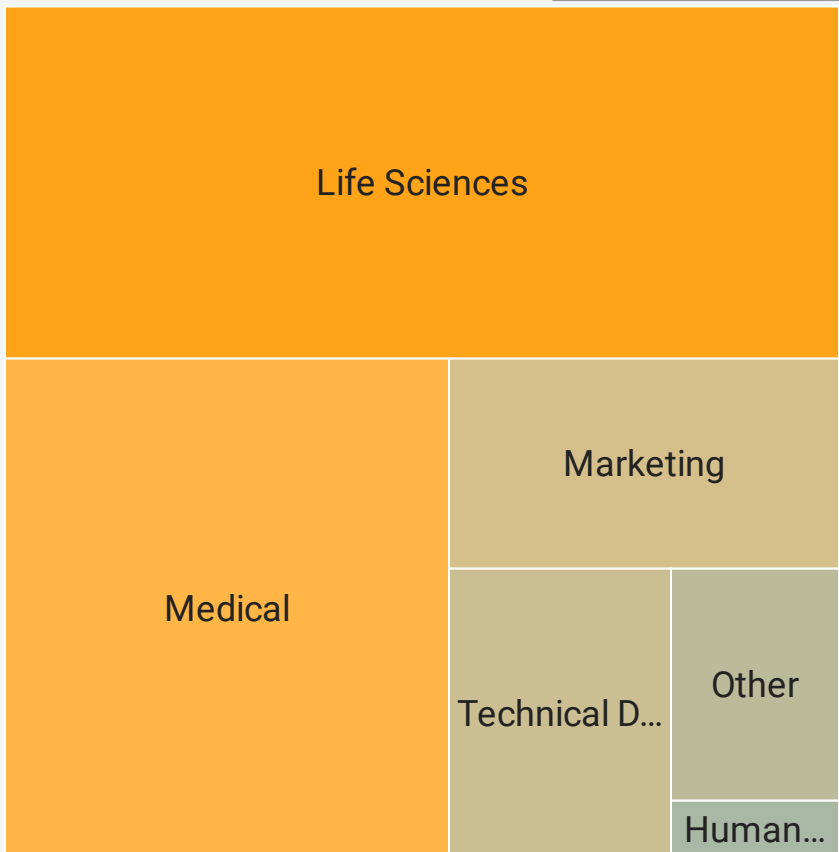 Life Sciences
Marketing
Medical
Technical D...
Other
Human...